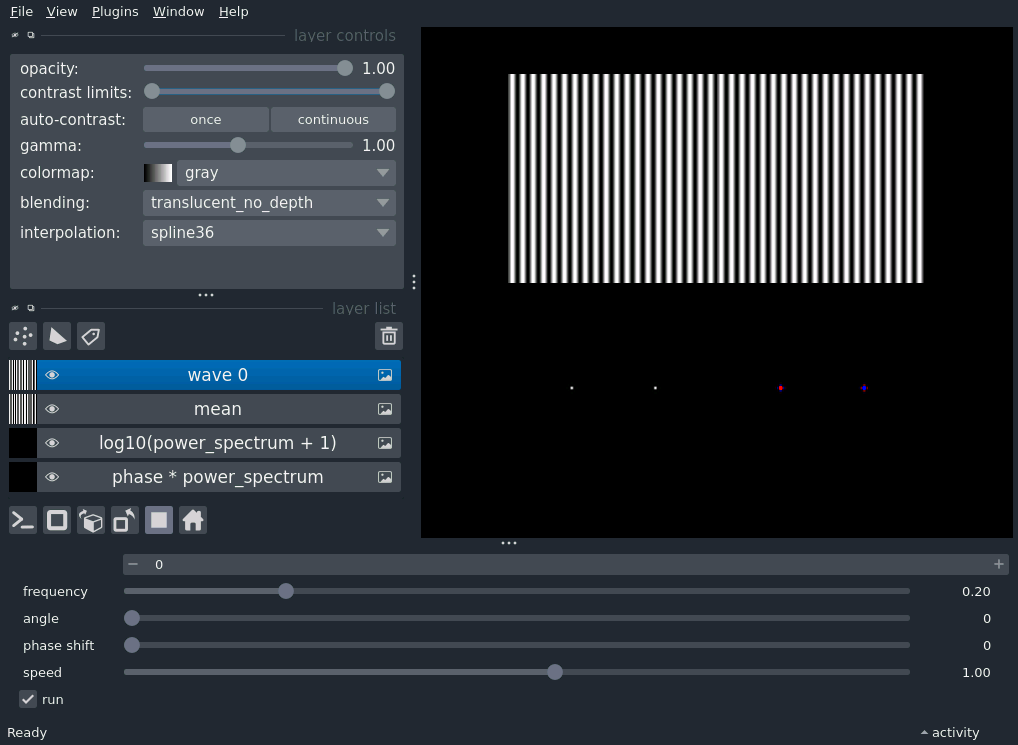 File View Plugins Window Help
layer controls
opacity: 1.00
contrast limits:
auto-contrast: once continuous
gamma: 1.00
colormap: gray
blending: translucent_no_depth
interpolation: spline36
layer list
wave 0
mean
log10(power_spectrum + 1)
phase * power_spectrum
0
frequency 0.20
angle 0
phase shift 0
speed 1.00
run
Ready activity